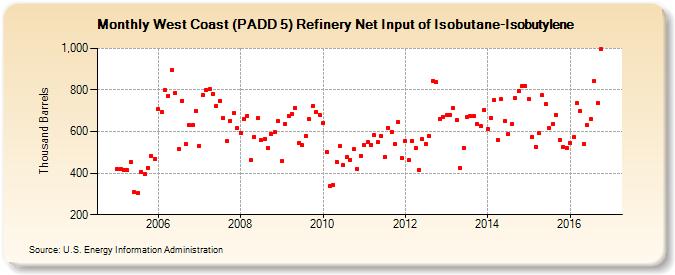 Monthly West Coast (PADD 5) Refinery Net Input of Isobutane-Isobutylene
Thousand Barrels
1,000
800
600
400
200
2006 2008 2010 2012 2014 2016
Source: U.S. Energy Information Administration